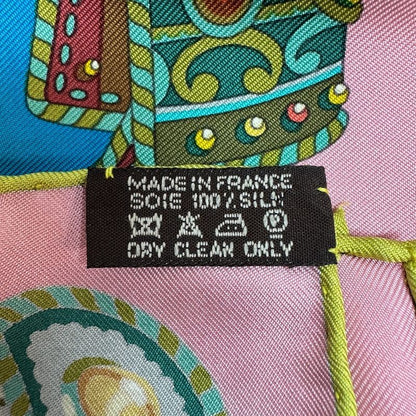 MADE IN FRANCE
SOIE 100% SILK
DRY CLEAN ONLY